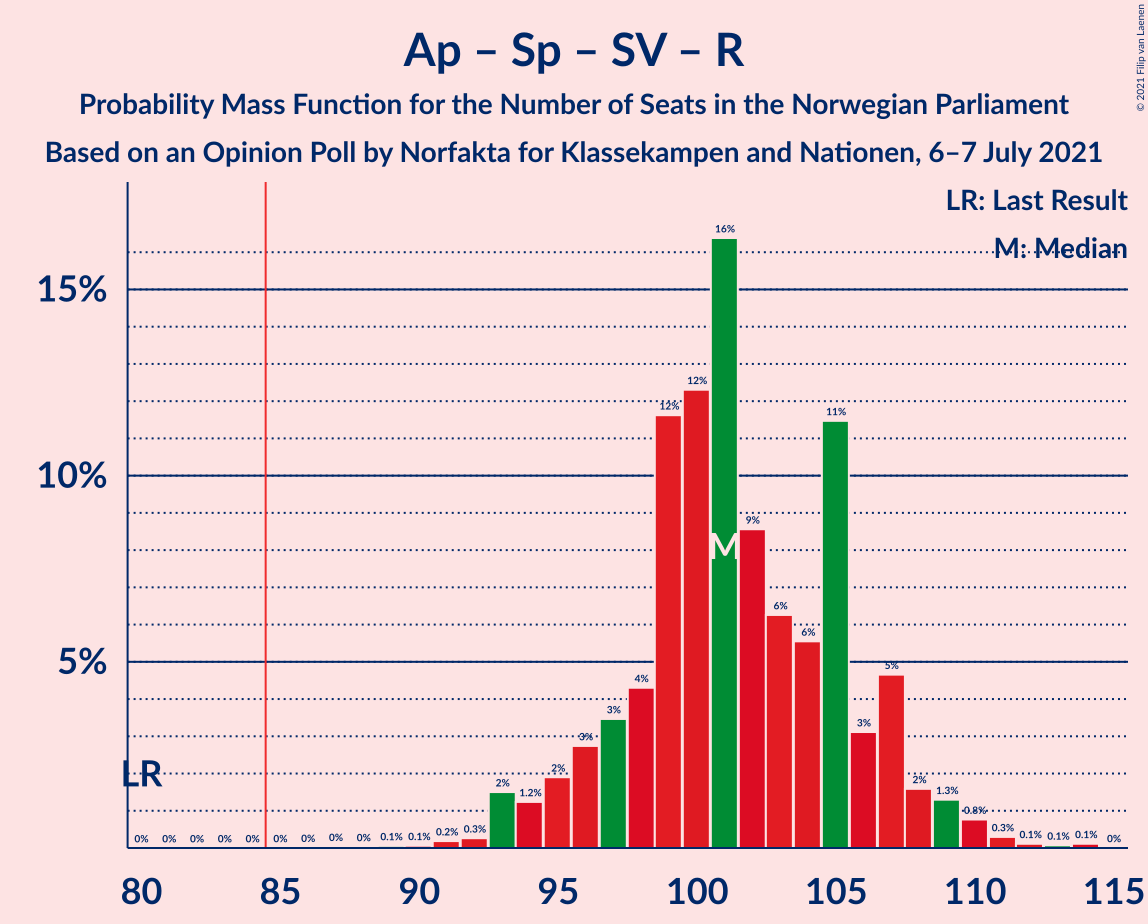 Ap – Sp – SV – R
Probability Mass Function for the Number of Seats in the Norwegian Parliament
Based on an Opinion Poll by Norfakta for Klassekampen and Nationen, 6–7 July 2021
© 2021 Filip van Laenen
LR: Last Result
M: Median
15%
10%
5%
LR
M
0% 0% 0% 0% 0% 0% 0% 0% 0% 0.1% 0.1% 0.2% 0.3% 2% 1.2% 2% 3% 3% 4% 12% 12% 16% 9% 6% 6% 11% 3% 5% 2% 1.3% 0.8% 0.3% 0.1% 0.1% 0.1% 0%
80 85 90 95 100 105 110 115